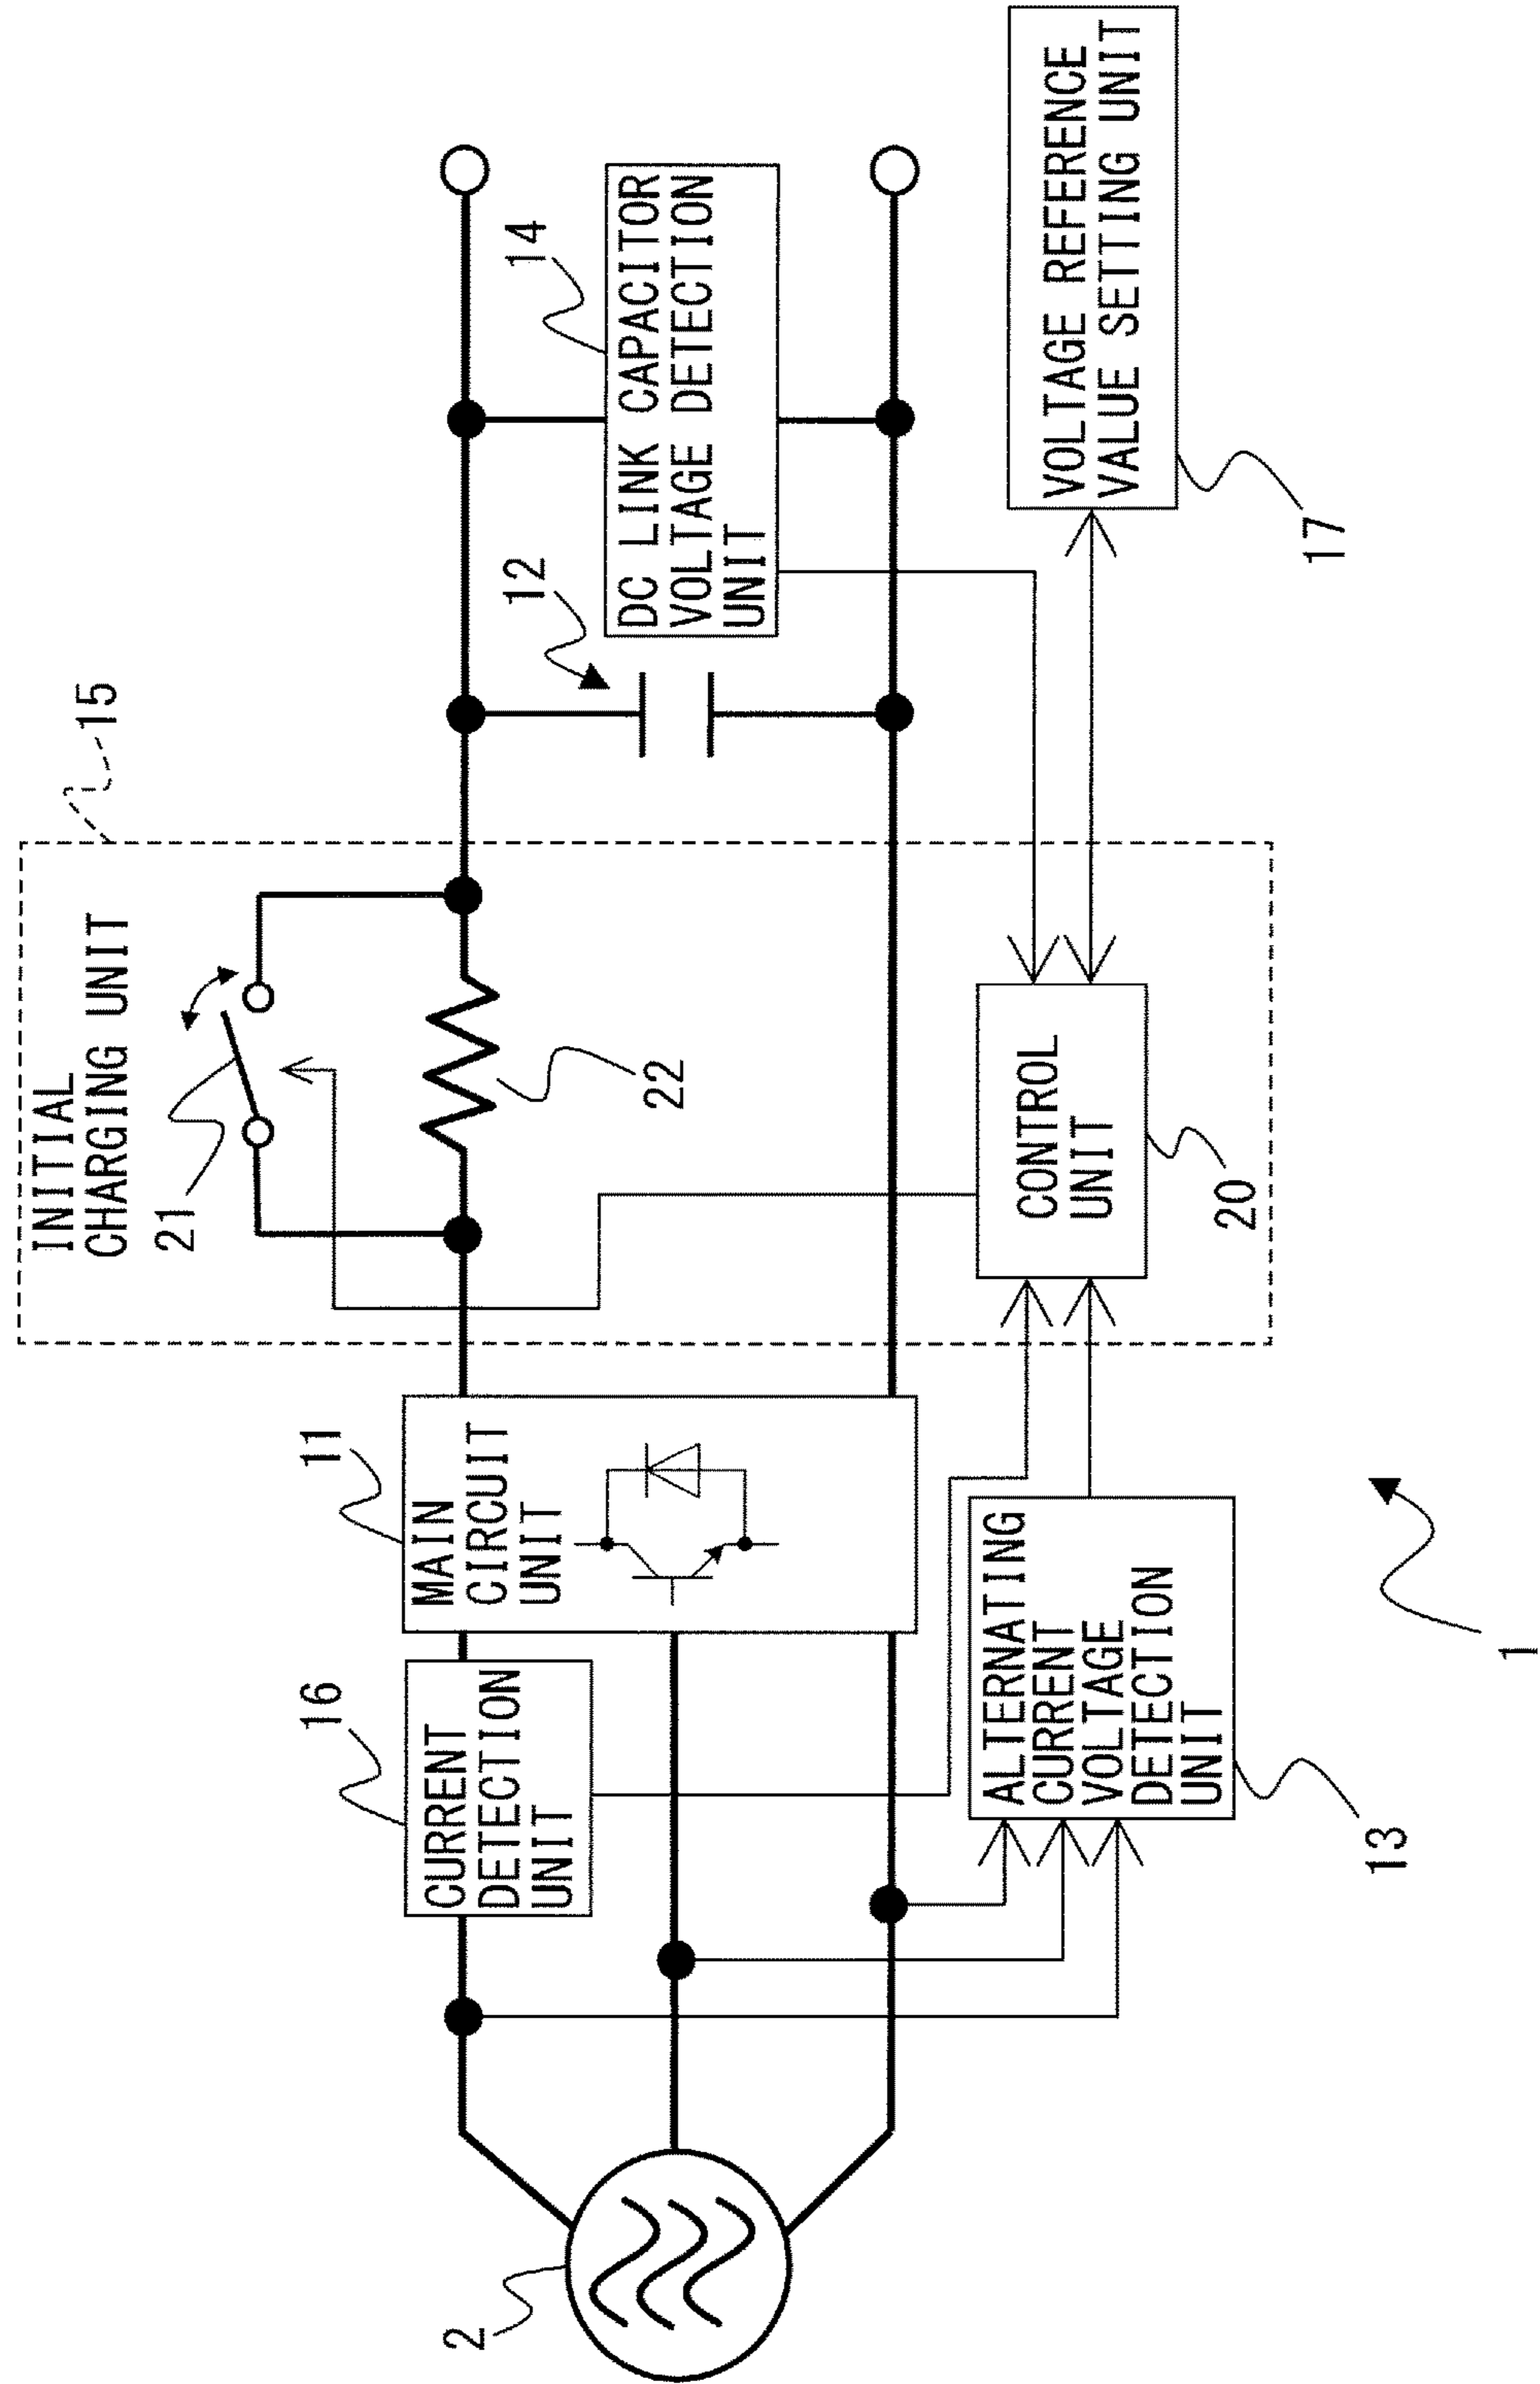 INITIAL
CHARGING UNIT
15
21
22
12
14
DC LINK CAPACITOR
VOLTAGE DETECTION
UNIT
16
CURRENT
DETECTION
UNIT
11
MAIN
CIRCUIT
UNIT
2
CONTROL
UNIT
20
ALTERNATING
CURRENT
VOLTAGE
DETECTION
UNIT
13
VOLTAGE REFERENCE
VALUE SETTING UNIT
17
1